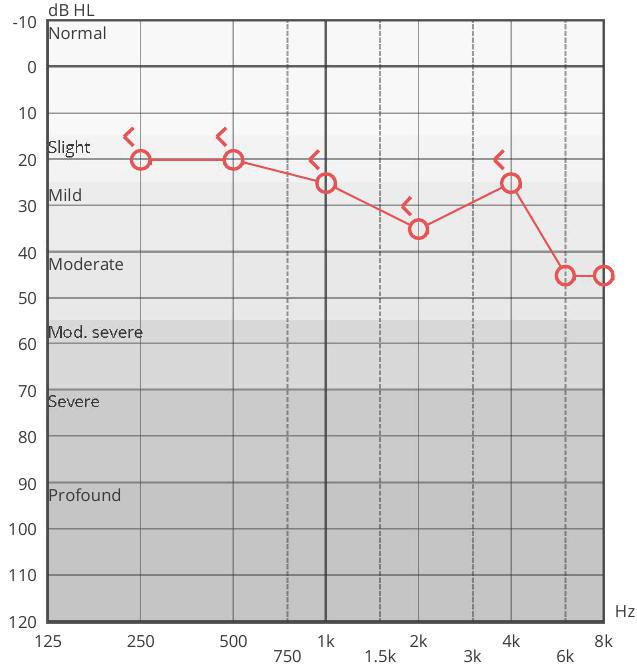 dB HL
-10
Normal
0
10
Slight
20
Mild
30
40
Moderate
50
Mod. severe
60
70
Severe
80
90
Profound
100
110
120
Hz
125 250 500 1k 2k 4k 8k
750 1.5k 3k 6k